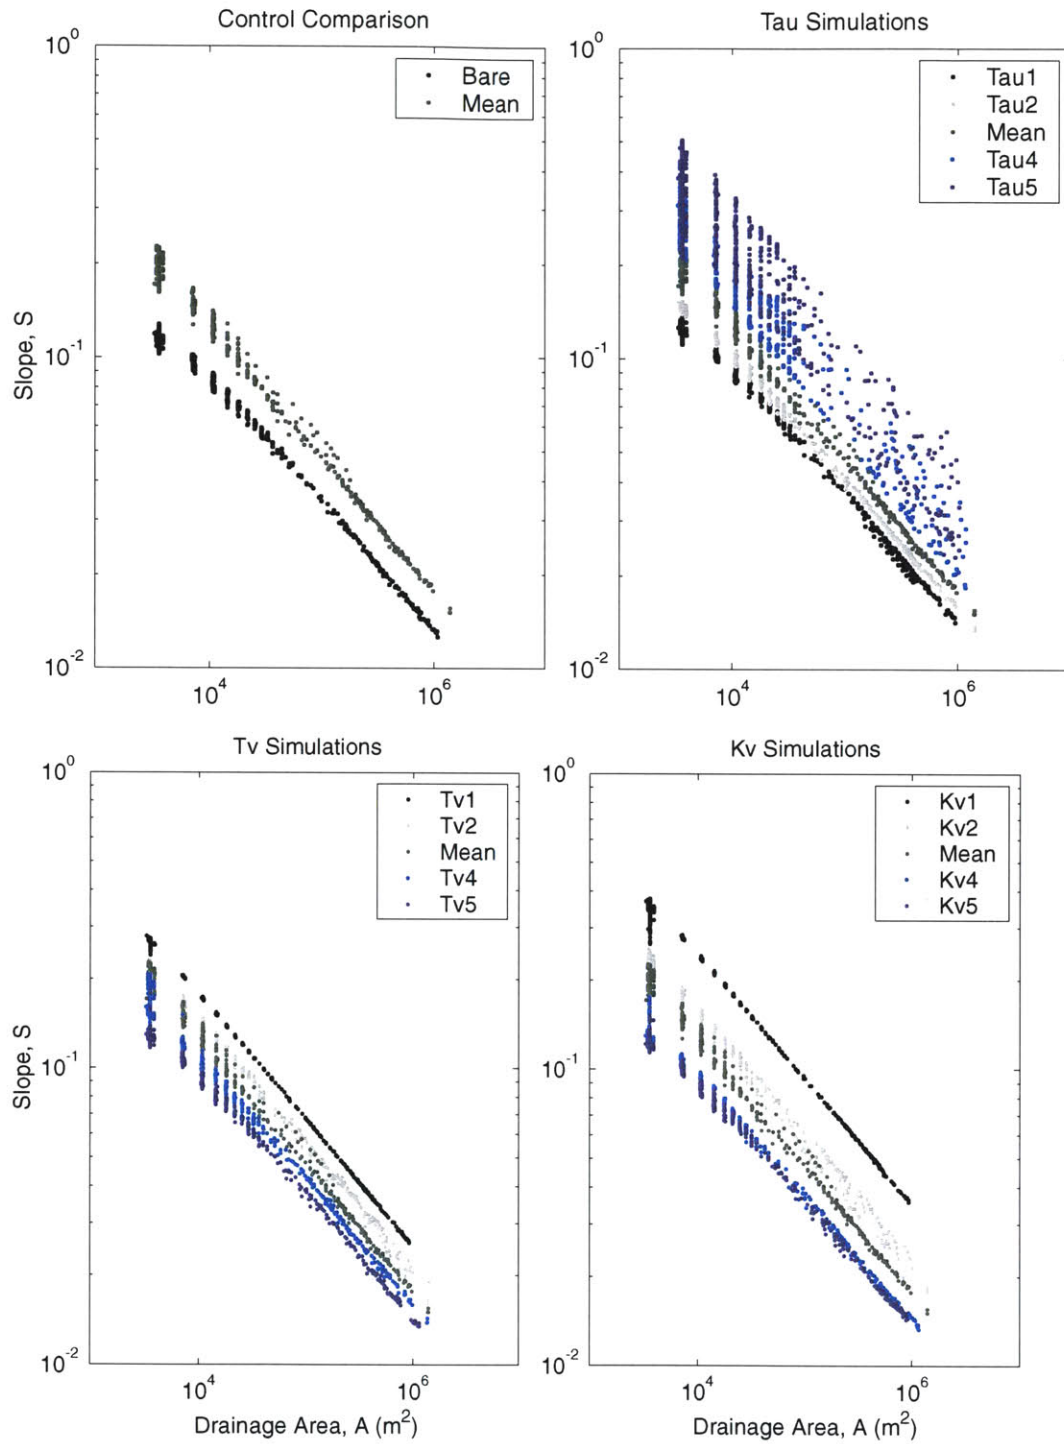 Control Comparison
10^0
Bare
Mean
Slope, S
10^-1
10^-2
10^4
10^6
Tau Simulations
10^0
Tau1
Tau2
Mean
Tau4
Tau5
10^-1
10^-2
10^4
10^6
Tv Simulations
10^0
Tv1
Tv2
Mean
Tv4
Tv5
Slope, S
10^-1
10^-2
10^4
10^6
Drainage Area, A (m^2)
Kv Simulations
10^0
Kv1
Kv2
Mean
Kv4
Kv5
10^-1
10^-2
10^4
10^6
Drainage Area, A (m^2)